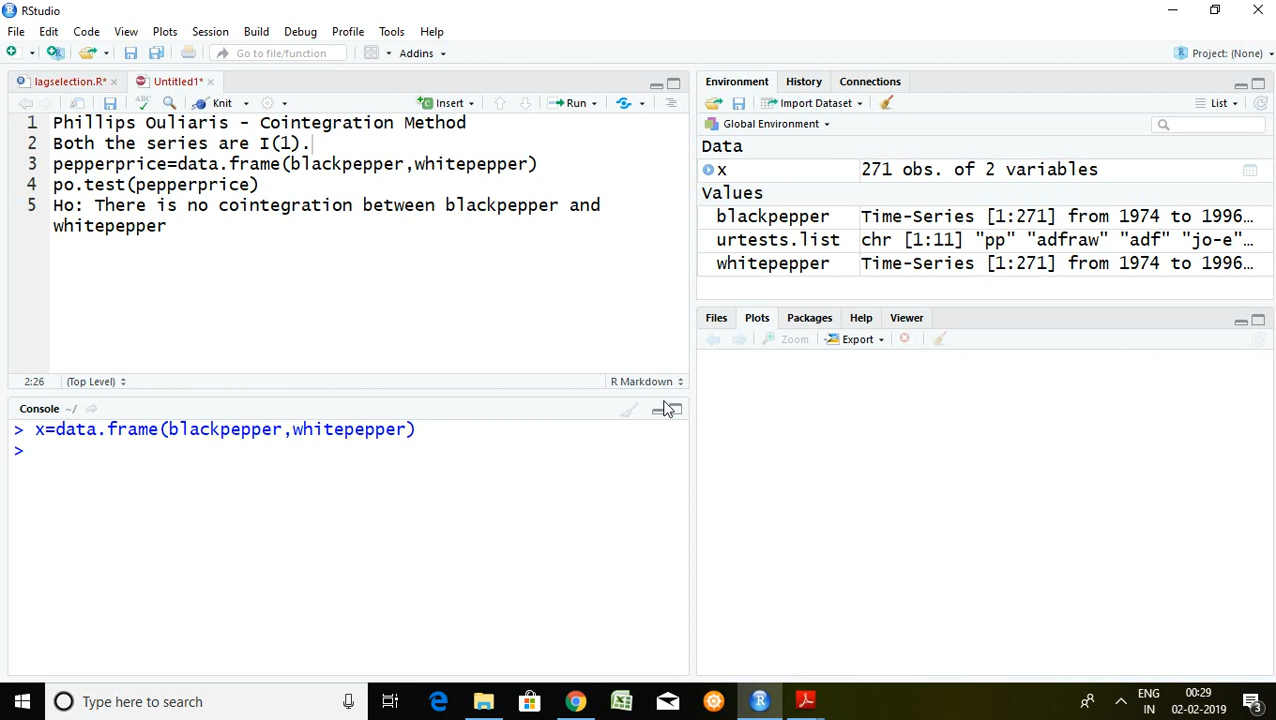 RStudio
File Edit Code View Plots Session Build Debug Profile Tools Help
Go to file/function Addins Project: (None)
lagselection.R* Untitled1*
ABC Knit Insert Run
1 Phillips Ouliaris - Cointegration Method
2 Both the series are I(1).
3 pepperprice=data.frame(blackpepper,whitepepper)
4 po.test(pepperprice)
5 Ho: There is no cointegration between blackpepper and
whitepepper
2:26 (Top Level) R Markdown
Console ~/
> x=data.frame(blackpepper,whitepepper)
>
Environment History Connections
Import Dataset List
Global Environment
Data
x 271 obs. of 2 variables
Values
blackpepper Time-Series [1:271] from 1974 to 1996…
urtests.list chr [1:11] "pp" "adfraw" "adf" "jo-e"…
whitepepper Time-Series [1:271] from 1974 to 1996…
Files Plots Packages Help Viewer
Zoom Export
Type here to search
ENG
IN
00:29
02-02-2019
3